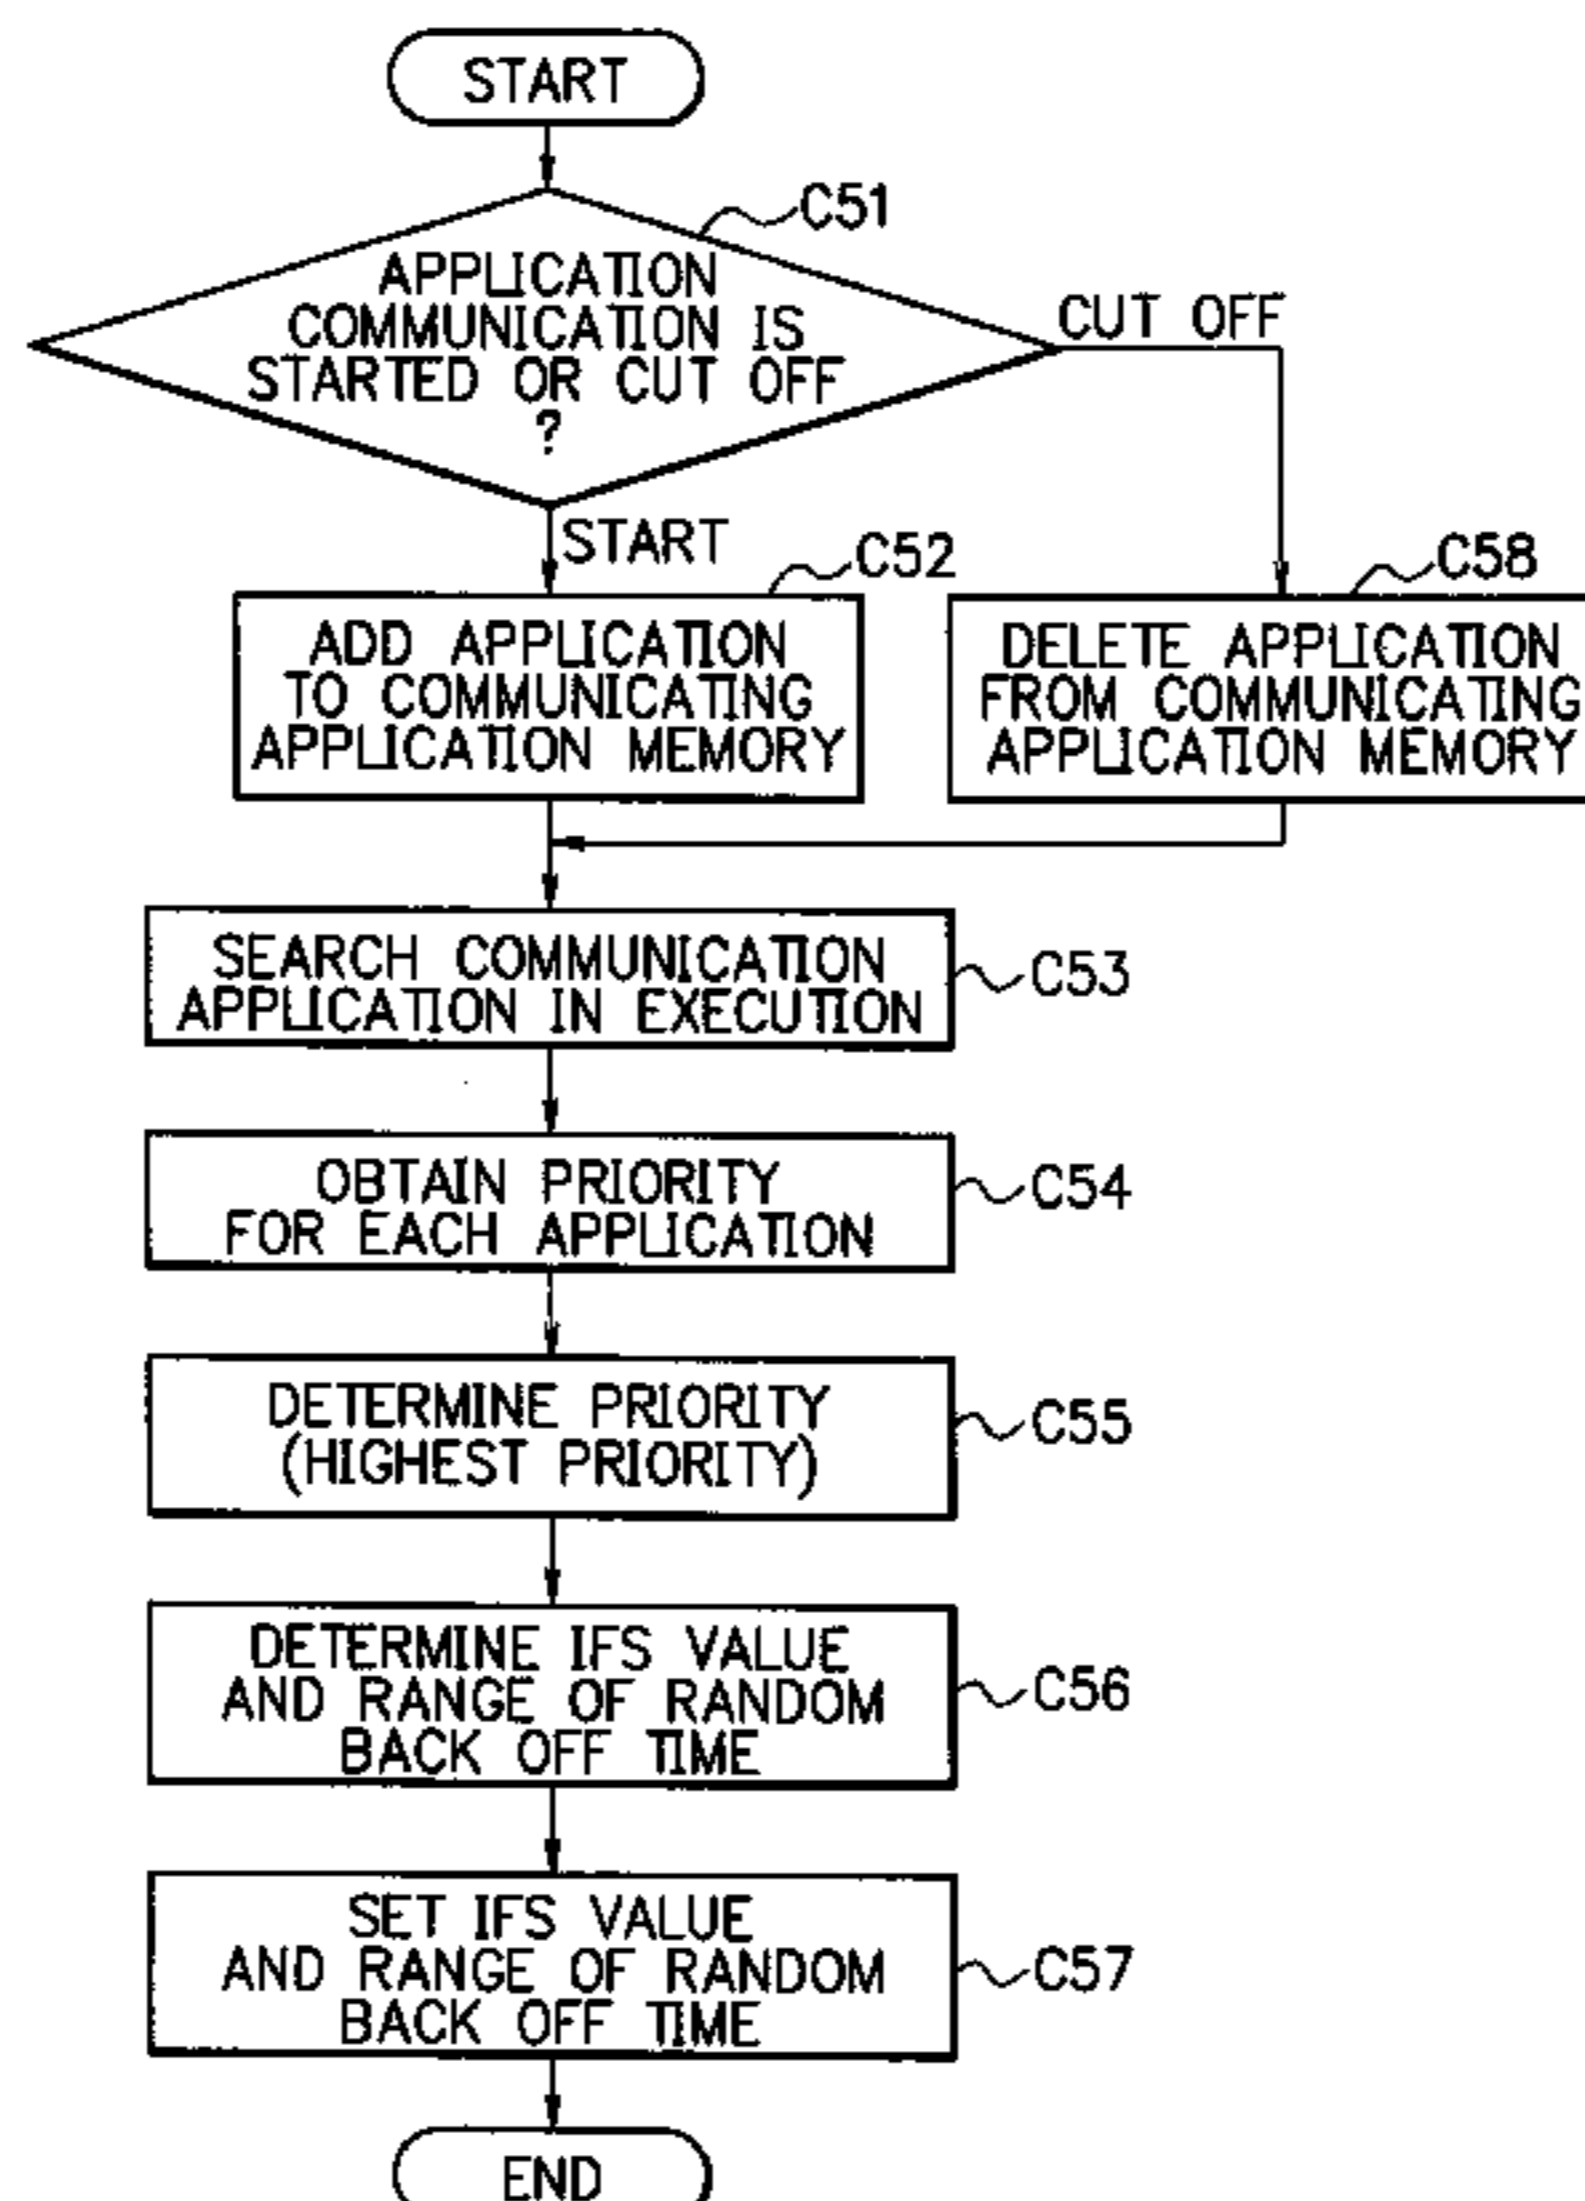 START
C51
APPLICATION
COMMUNICATION IS
STARTED OR CUT OFF
?
CUT OFF
START
C52
ADD APPLICATION
TO COMMUNICATING
APPLICATION MEMORY
C58
DELETE APPLICATION
FROM COMMUNICATING
APPLICATION MEMORY
SEARCH COMMUNICATION
APPLICATION IN EXECUTION
C53
OBTAIN PRIORITY
FOR EACH APPLICATION
C54
DETERMINE PRIORITY
(HIGHEST PRIORITY)
C55
DETERMINE IFS VALUE
AND RANGE OF RANDOM
BACK OFF TIME
C56
SET IFS VALUE
AND RANGE OF RANDOM
BACK OFF TIME
C57
END